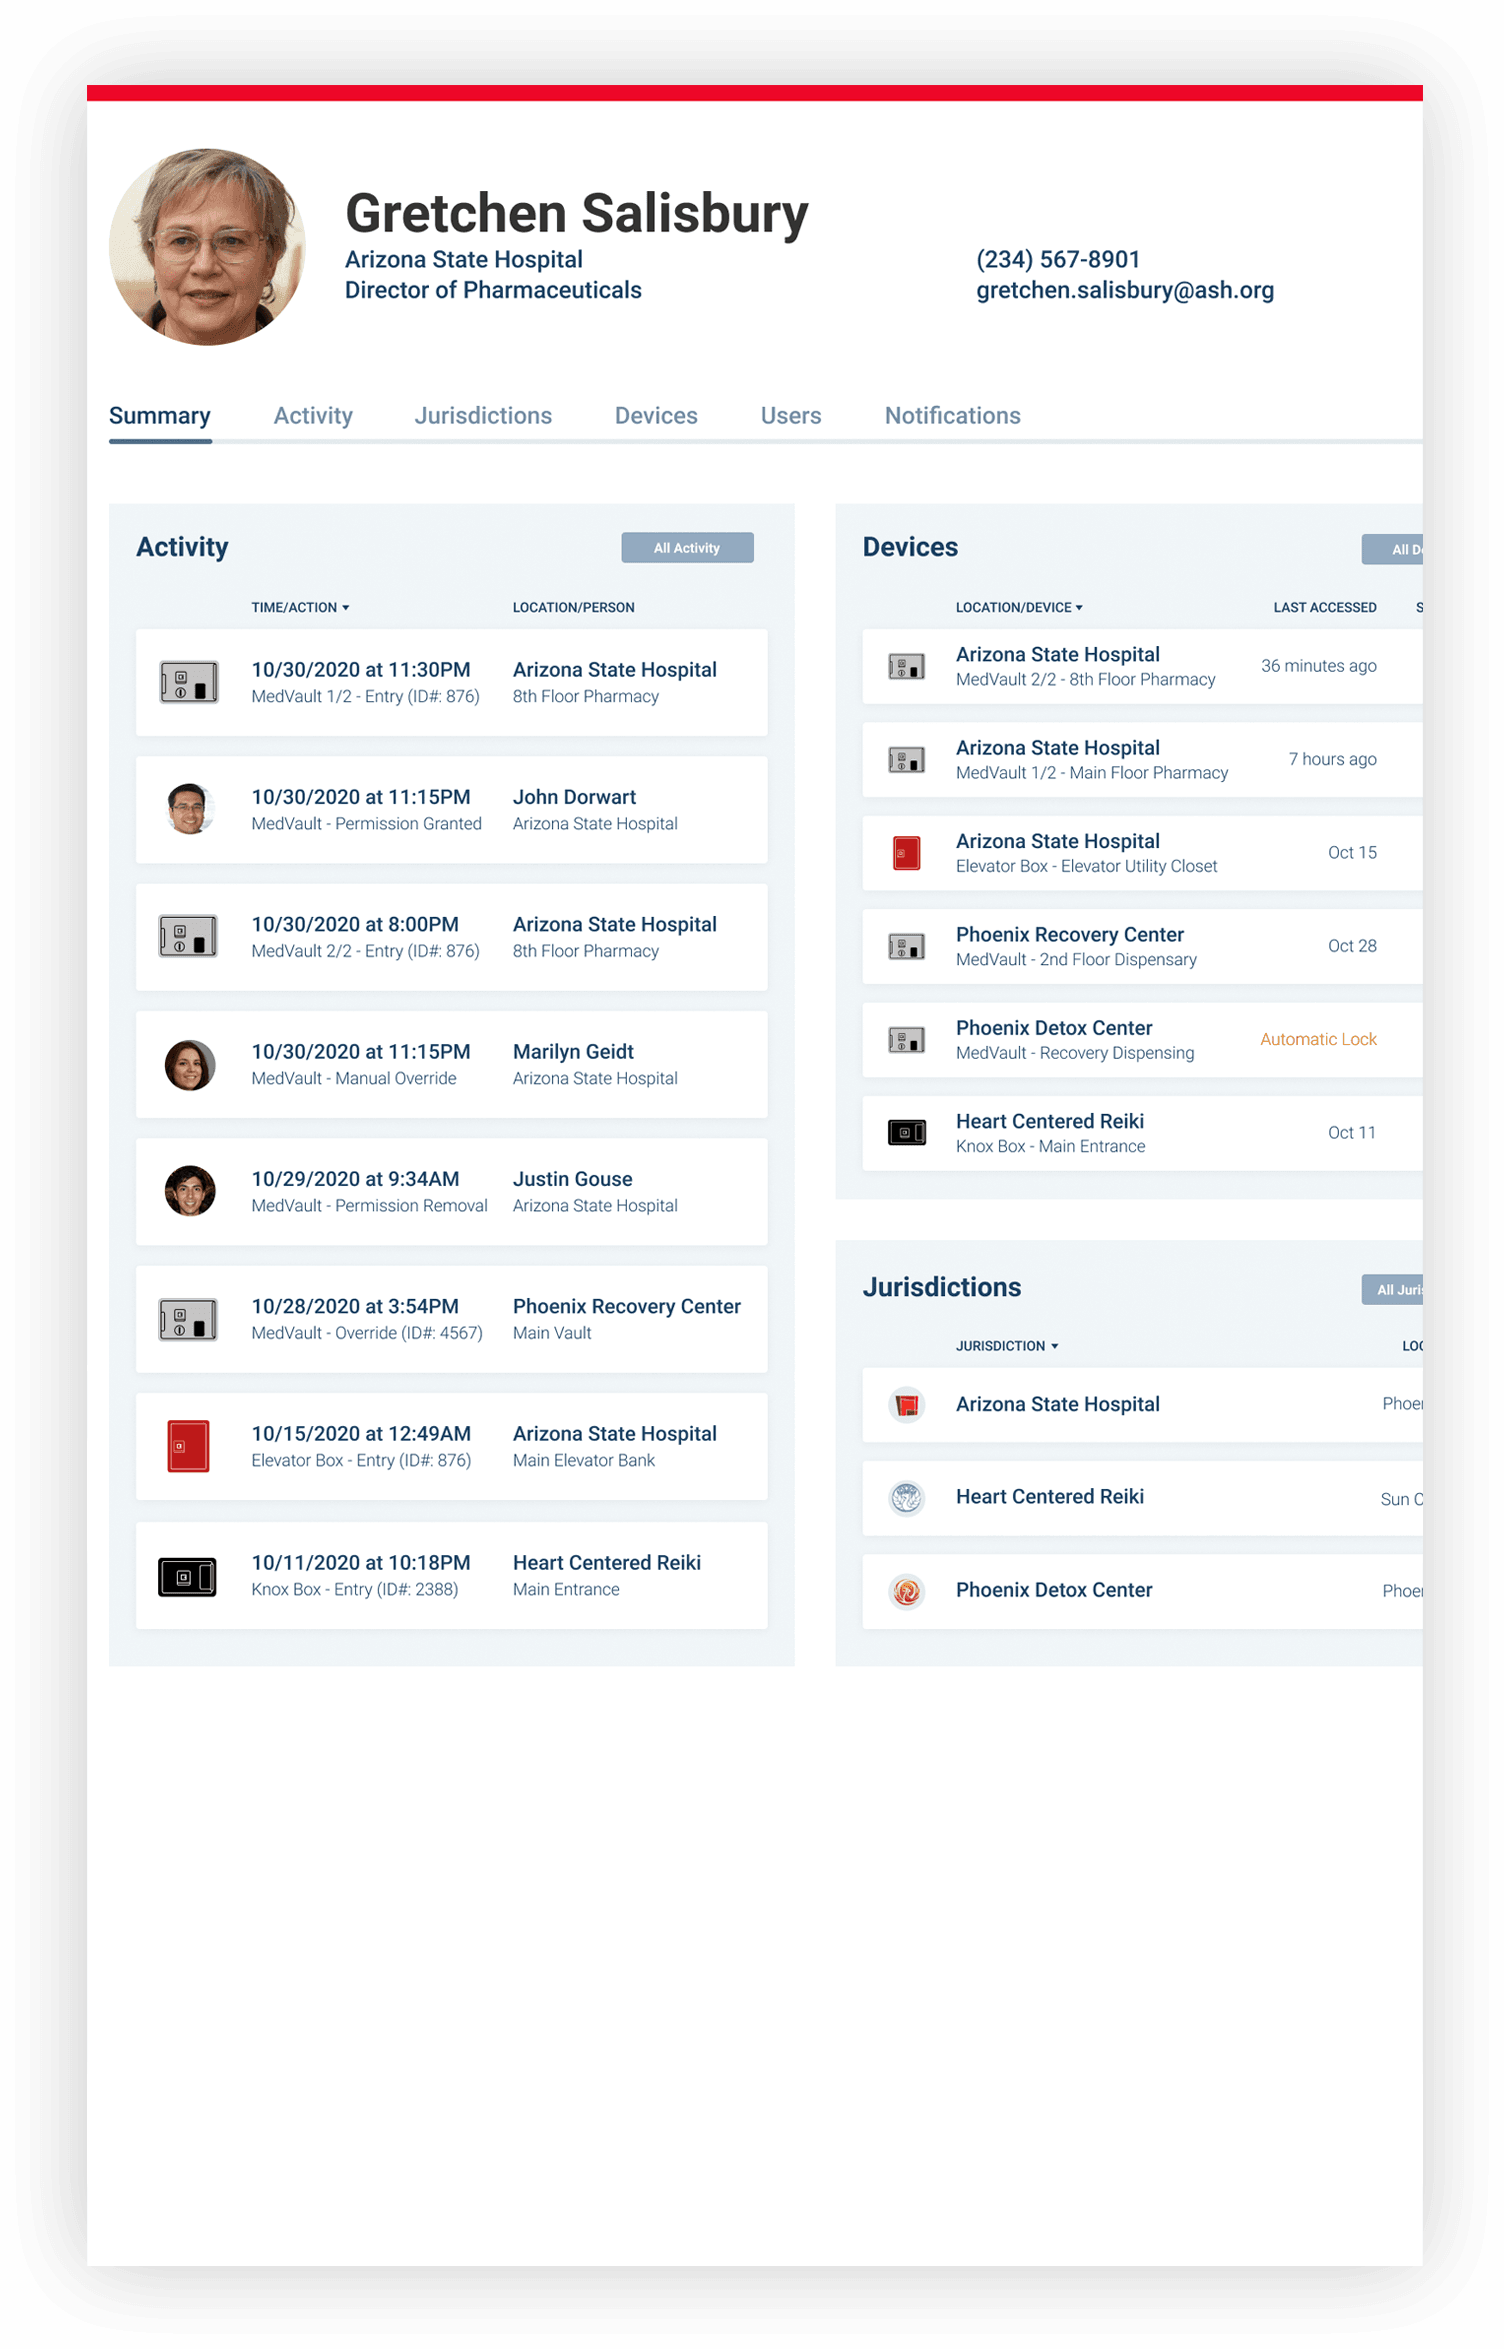 Gretchen Salisbury
Arizona State Hospital
Director of Pharmaceuticals
(234) 567-8901
gretchen.salisbury@ash.org
Summary Activity Jurisdictions Devices Users Notifications
Activity
All Activity
TIME/ACTION LOCATION/PERSON
10/30/2020 at 11:30PM Arizona State Hospital
MedVault 1/2 - Entry (ID#: 876) 8th Floor Pharmacy
10/30/2020 at 11:15PM John Dorwart
MedVault - Permission Granted Arizona State Hospital
10/30/2020 at 8:00PM Arizona State Hospital
MedVault 2/2 - Entry (ID#: 876) 8th Floor Pharmacy
10/30/2020 at 11:15PM Marilyn Geidt
MedVault - Manual Override Arizona State Hospital
10/29/2020 at 9:34AM Justin Gouse
MedVault - Permission Removal Arizona State Hospital
10/28/2020 at 3:54PM Phoenix Recovery Center
MedVault - Override (ID#: 4567) Main Vault
10/15/2020 at 12:49AM Arizona State Hospital
Elevator Box - Entry (ID#: 876) Main Elevator Bank
10/11/2020 at 10:18PM Heart Centered Reiki
Knox Box - Entry (ID#: 2388) Main Entrance
Devices
All
LOCATION/DEVICE LAST ACCESSED
Arizona State Hospital
MedVault 2/2 - 8th Floor Pharmacy
36 minutes ago
Arizona State Hospital
MedVault 1/2 - Main Floor Pharmacy
7 hours ago
Arizona State Hospital
Elevator Box - Elevator Utility Closet
Oct 15
Phoenix Recovery Center
MedVault - 2nd Floor Dispensary
Oct 28
Phoenix Detox Center
MedVault - Recovery Dispensing
Automatic Lock
Heart Centered Reiki
Knox Box - Main Entrance
Oct 11
Jurisdictions
All
JURISDICTION
Arizona State Hospital
Heart Centered Reiki
Sun
Phoenix Detox Center